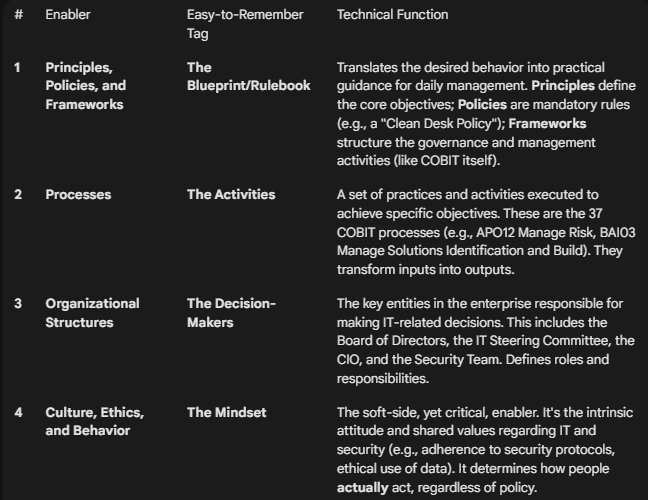 # Enabler Easy-to-Remember Technical Function
Tag
1 Principles, The Translates the desired behavior into practical
Policies, and Blueprint/Rulebook guidance for daily management. Principles define
Frameworks the core objectives; Policies are mandatory rules
(e.g., a "Clean Desk Policy"); Frameworks
structure the governance and management
activities (like COBIT itself).
2 Processes The Activities A set of practices and activities executed to
achieve specific objectives. These are the 37
COBIT processes (e.g., APO12 Manage Risk, BAI03
Manage Solutions Identification and Build). They
transform inputs into outputs.
3 Organizational The Decision- The key entities in the enterprise responsible for
Structures Makers making IT-related decisions. This includes the
Board of Directors, the IT Steering Committee, the
CIO, and the Security Team. Defines roles and
responsibilities.
4 Culture, Ethics, The Mindset The soft-side, yet critical, enabler. It's the intrinsic
and Behavior attitude and shared values regarding IT and
security (e.g., adherence to security protocols,
ethical use of data). It determines how people
actually act, regardless of policy.